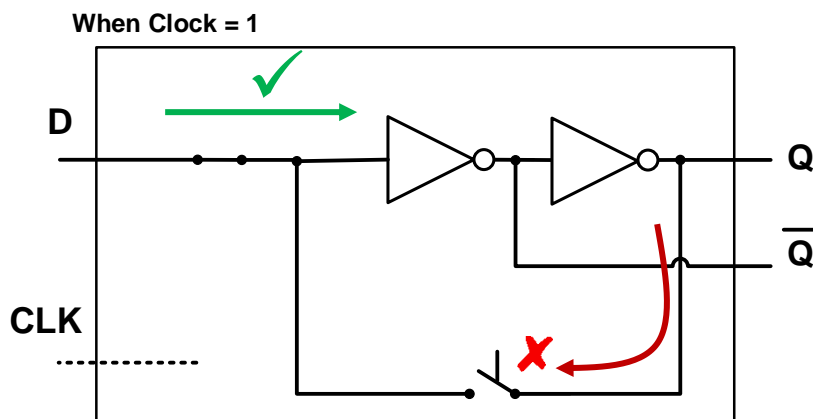 When Clock = 1
D
Q
Q̅
CLK